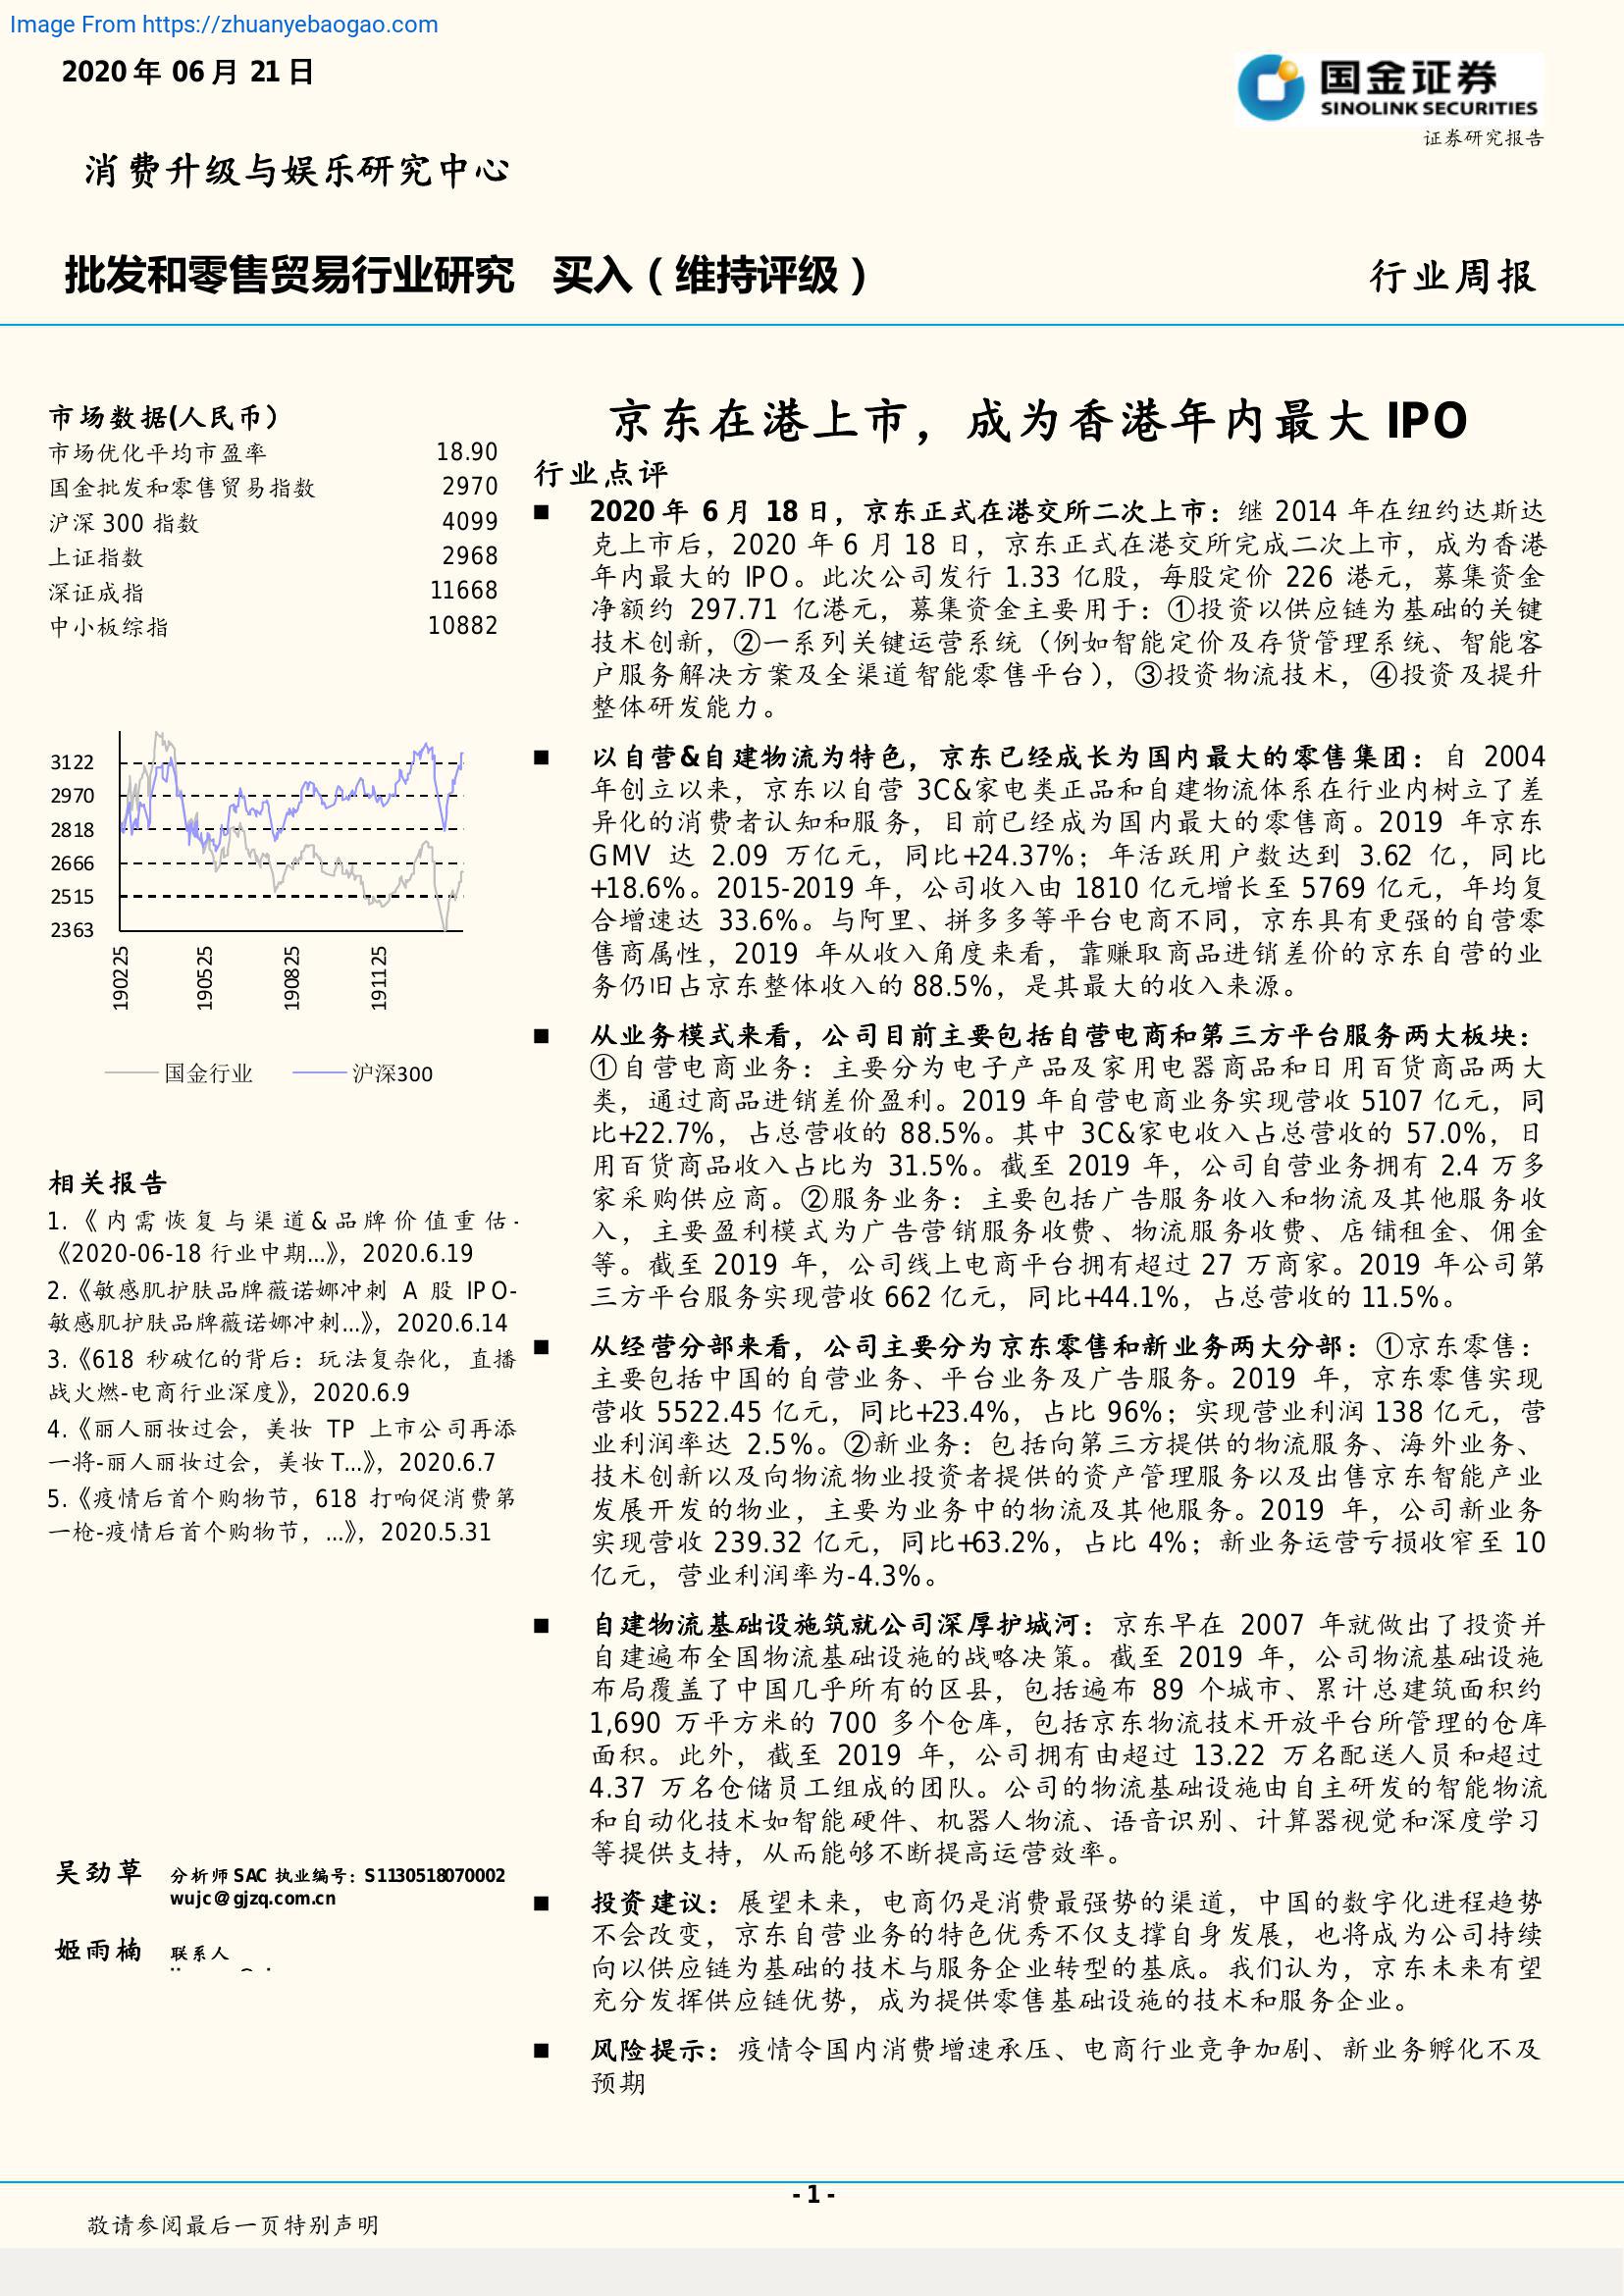 Image From https://zhuanyebaogao.com
2020 年 06 月 21 日
国金证券
SINOLINK SECURITIES
证券研究报告
消费升级与娱乐研究中心
批发和零售贸易行业研究 买入（维持评级）
行业周报
市场数据(人民币）
市场优化平均市盈率 18.90
国金批发和零售贸易指数 2970
沪深 300 指数 4099
上证指数 2968
深证成指 11668
中小板综指 10882
3122
2970
2818
2666
2515
2363
190225
190525
190825
191125
国金行业 沪深300
相关报告
1.《内需恢复与渠道&品牌价值重估-
《2020-06-18 行业中期...》，2020.6.19
2.《敏感肌护肤品牌薇诺娜冲刺 A 股 IPO-
敏感肌护肤品牌薇诺娜冲刺...》，2020.6.14
3.《618 秒破亿的背后：玩法复杂化，直播
战火燃-电商行业深度》，2020.6.9
4.《丽人丽妆过会，美妆 TP 上市公司再添
一将-丽人丽妆过会，美妆 T...》，2020.6.7
5.《疫情后首个购物节，618 打响促消费第
一枪-疫情后首个购物节，...》，2020.5.31
吴劲草 分析师 SAC 执业编号：S1130518070002
wujc@gjzq.com.cn
姬雨楠 联系人
京东在港上市，成为香港年内最大 IPO
行业点评
■ 2020 年 6 月 18 日，京东正式在港交所二次上市：继 2014 年在纽约达斯达
克上市后，2020 年 6 月 18 日，京东正式在港交所完成二次上市，成为香港
年内最大的 IPO。此次公司发行 1.33 亿股，每股定价 226 港元，募集资金
净额约 297.71 亿港元，募集资金主要用于：①投资以供应链为基础的关键
技术创新，②一系列关键运营系统（例如智能定价及存货管理系统、智能客
户服务解决方案及全渠道智能零售平台），③投资物流技术，④投资及提升
整体研发能力。
■ 以自营&自建物流为特色，京东已经成长为国内最大的零售集团：自 2004
年创立以来，京东以自营 3C&家电类正品和自建物流体系在行业内树立了差
异化的消费者认知和服务，目前已经成为国内最大的零售商。2019 年京东
GMV 达 2.09 万亿元，同比+24.37%；年活跃用户数达到 3.62 亿，同比
+18.6%。2015-2019 年，公司收入由 1810 亿元增长至 5769 亿元，年均复
合增速达 33.6%。与阿里、拼多多等平台电商不同，京东具有更强的自营零
售商属性，2019 年从收入角度来看，靠赚取商品进销差价的京东自营的业
务仍旧占京东整体收入的 88.5%，是其最大的收入来源。
■ 从业务模式来看，公司目前主要包括自营电商和第三方平台服务两大板块：
①自营电商业务：主要分为电子产品及家用电器商品和日用百货商品两大
类，通过商品进销差价盈利。2019 年自营电商业务实现营收 5107 亿元，同
比+22.7%，占总营收的 88.5%。其中 3C&家电收入占总营收的 57.0%，日
用百货商品收入占比为 31.5%。截至 2019 年，公司自营业务拥有 2.4 万多
家采购供应商。②服务业务：主要包括广告服务收入和物流及其他服务收
入，主要盈利模式为广告营销服务收费、物流服务收费、店铺租金、佣金
等。截至 2019 年，公司线上电商平台拥有超过 27 万商家。2019 年公司第
三方平台服务实现营收 662 亿元，同比+44.1%，占总营收的 11.5%。
■ 从经营分部来看，公司主要分为京东零售和新业务两大分部：①京东零售：
主要包括中国的自营业务、平台业务及广告服务。2019 年，京东零售实现
营收 5522.45 亿元，同比+23.4%，占比 96%；实现营业利润 138 亿元，营
业利润率达 2.5%。②新业务：包括向第三方提供的物流服务、海外业务、
技术创新以及向物流物业投资者提供的资产管理服务以及出售京东智能产业
发展开发的物业，主要为业务中的物流及其他服务。2019 年，公司新业务
实现营收 239.32 亿元，同比+63.2%，占比 4%；新业务运营亏损收窄至 10
亿元，营业利润率为-4.3%。
■ 自建物流基础设施筑就公司深厚护城河：京东早在 2007 年就做出了投资并
自建遍布全国物流基础设施的战略决策。截至 2019 年，公司物流基础设施
布局覆盖了中国几乎所有的区县，包括遍布 89 个城市、累计总建筑面积约
1,690 万平方米的 700 多个仓库，包括京东物流技术开放平台所管理的仓库
面积。此外，截至 2019 年，公司拥有由超过 13.22 万名配送人员和超过
4.37 万名仓储员工组成的团队。公司的物流基础设施由自主研发的智能物流
和自动化技术如智能硬件、机器人物流、语音识别、计算器视觉和深度学习
等提供支持，从而能够不断提高运营效率。
■ 投资建议：展望未来，电商仍是消费最强势的渠道，中国的数字化进程趋势
不会改变，京东自营业务的特色优秀不仅支撑自身发展，也将成为公司持续
向以供应链为基础的技术与服务企业转型的基底。我们认为，京东未来有望
充分发挥供应链优势，成为提供零售基础设施的技术和服务企业。
■ 风险提示：疫情令国内消费增速承压、电商行业竞争加剧、新业务孵化不及
预期
- 1 -
敬请参阅最后一页特别声明